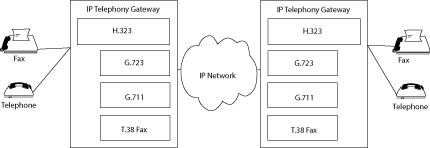 IP Telephony Gateway
H.323
Fax
G.723
Telephone
G.711
T.38 Fax
IP Network
IP Telephony Gateway
H.323
Fax
G.723
Telephone
G.711
T.38 Fax